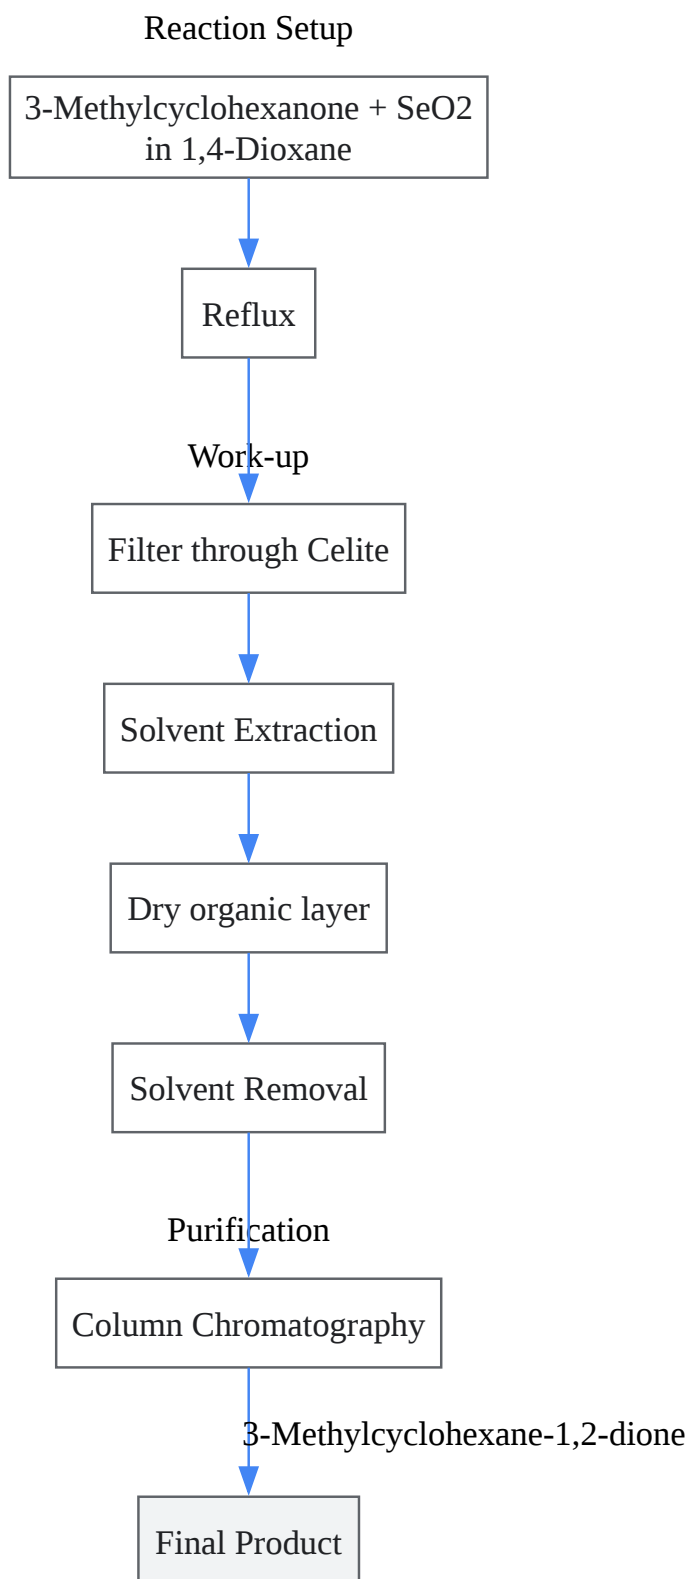 Reaction Setup
3-Methylcyclohexanone + SeO2
in 1,4-Dioxane
Reflux
Work-up
Filter through Celite
Solvent Extraction
Dry organic layer
Solvent Removal
Purification
Column Chromatography
3-Methylcyclohexane-1,2-dione
Final Product